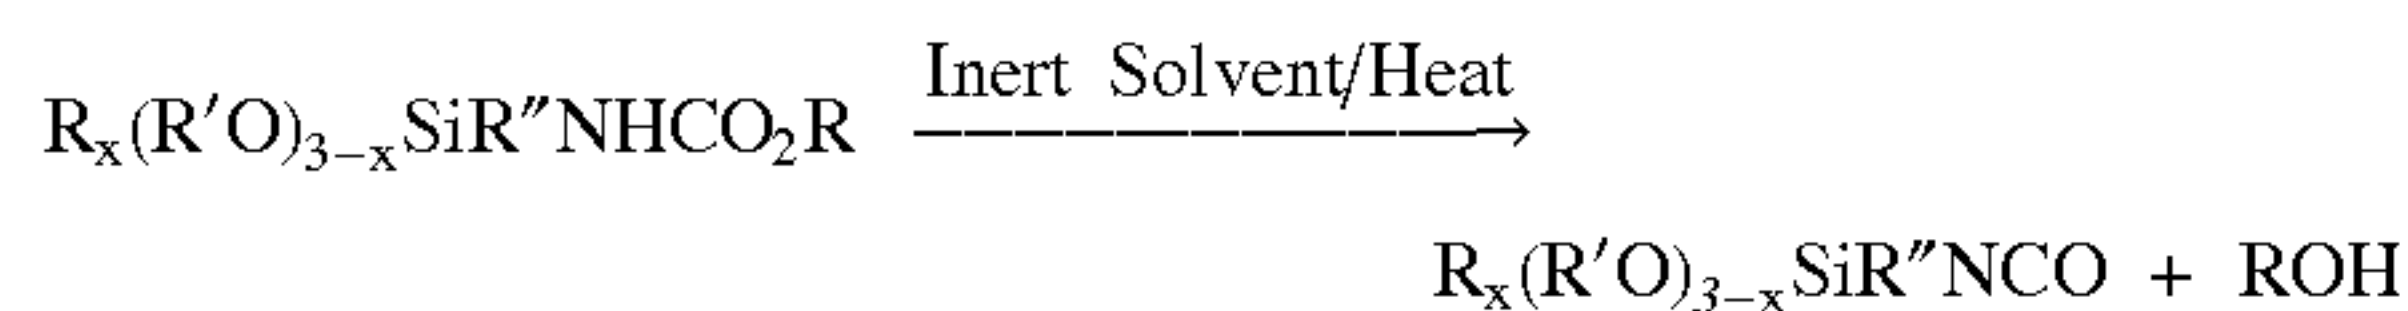 Inert Solvent/Heat
Rₓ(R′O)₃₋ₓSiR″NHCO₂R ⟶
Rₓ(R′O)₃₋ₓSiR″NCO + ROH